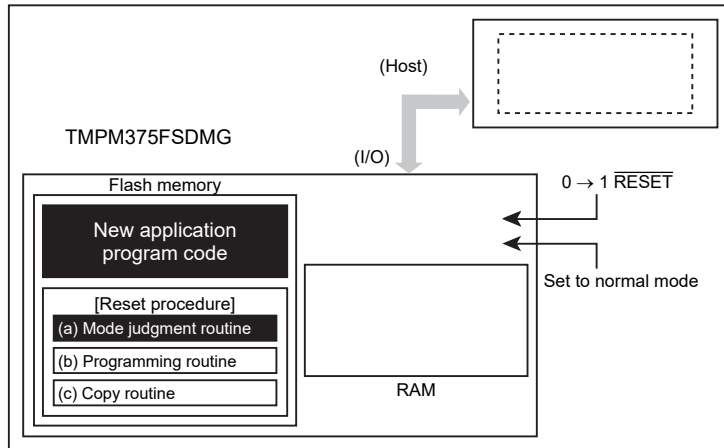 (Host)
TMPM375FSDMG
(I/O)
Flash memory
0 → 1 RESET
New application
program code
Set to normal mode
[Reset procedure]
(a) Mode judgment routine
(b) Programming routine
(c) Copy routine
RAM